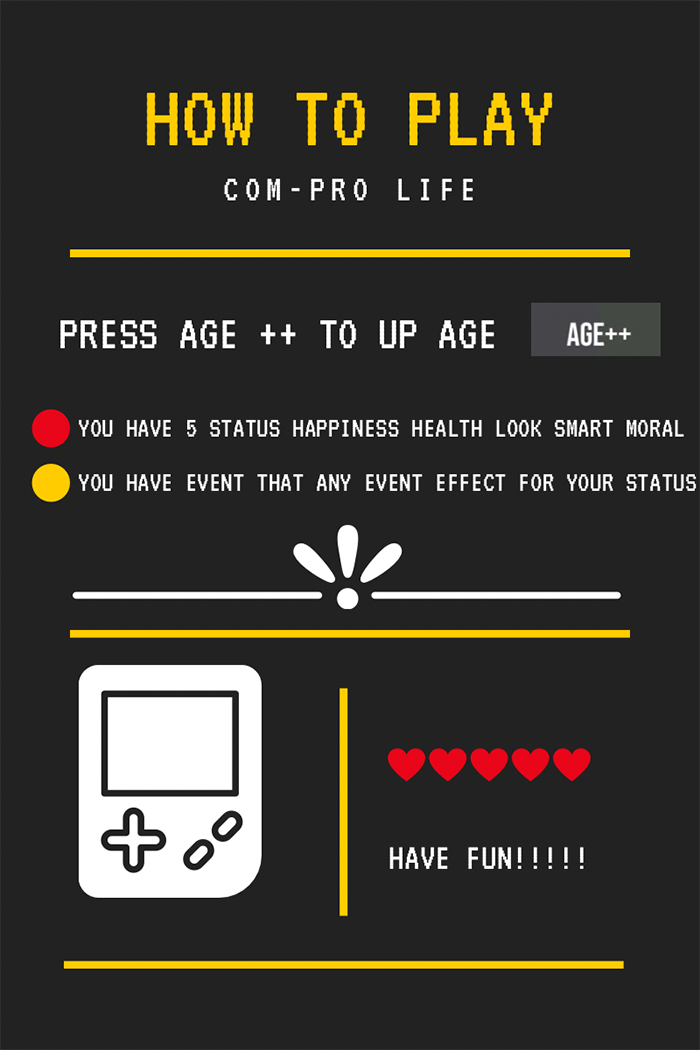 HOW TO PLAY
COM-PRO LIFE
PRESS AGE ++ TO UP AGE
AGE++
YOU HAVE 5 STATUS HAPPINESS HEALTH LOOK SMART MORAL
YOU HAVE EVENT THAT ANY EVENT EFFECT FOR YOUR STATUS
HAVE FUN!!!!!